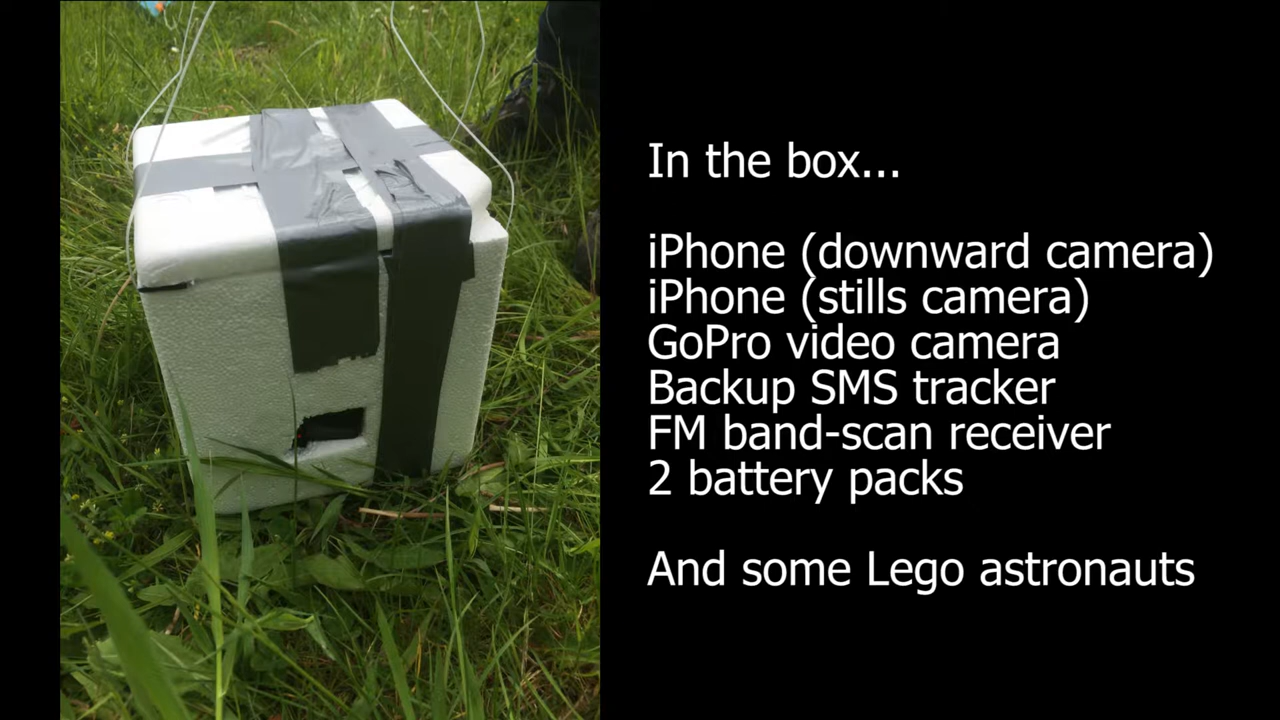 In the box...
iPhone (downward camera)
iPhone (stills camera)
GoPro video camera
Backup SMS tracker
FM band-scan receiver
2 battery packs
And some Lego astronauts